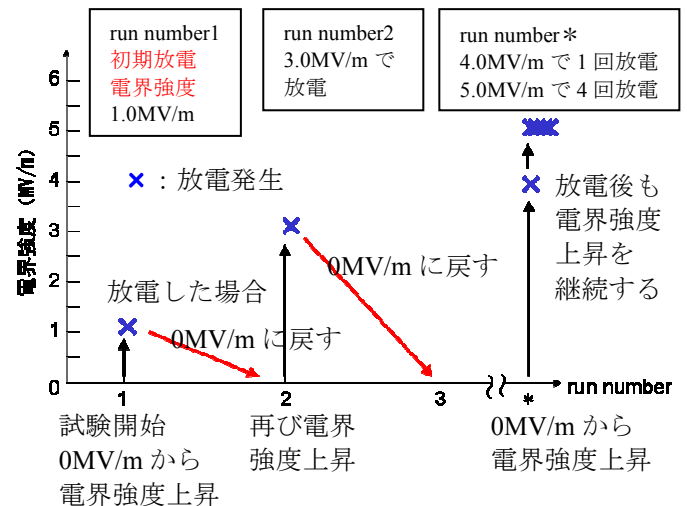 run number1
初期放電
電界強度
1.0MV/m
run number2
3.0MV/m で
放電
run number＊
4.0MV/m で 1 回放電
5.0MV/m で 4 回放電
電界強度 (MV/m)
6
5
4
3
2
1
0
×：放電発生
放電した場合
0MV/m に戻す
0MV/m に戻す
放電後も
電界強度
上昇を
継続する
1
2
3
*
run number
試験開始
0MV/m から
電界強度上昇
再び電界
強度上昇
0MV/m から
電界強度上昇